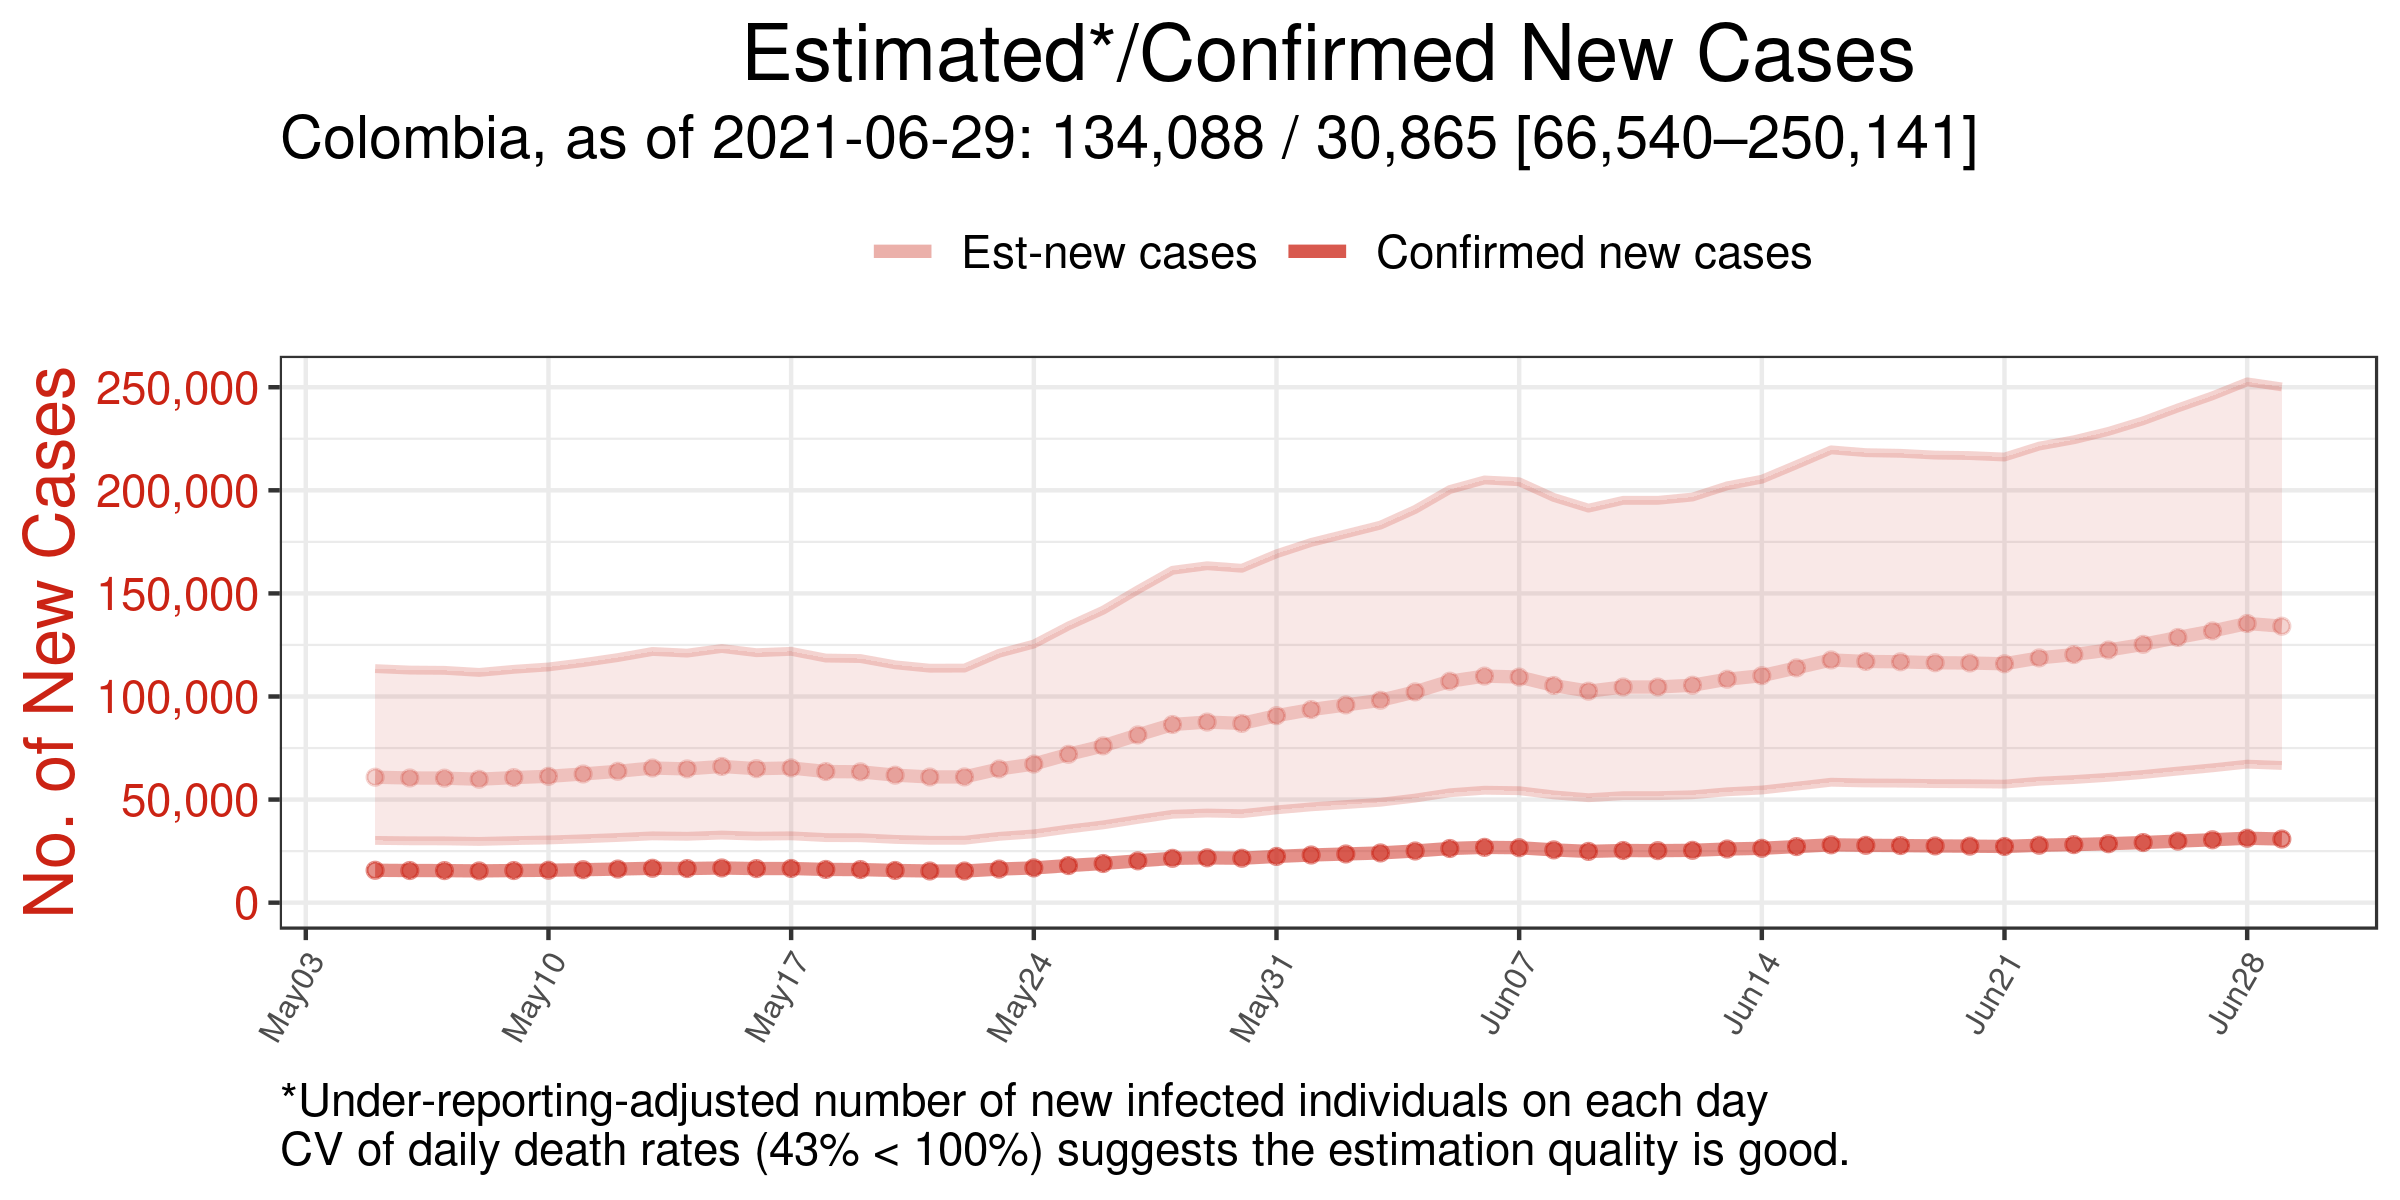 Estimated*/Confirmed New Cases
Colombia, as of 2021-06-29: 134,088 / 30,865 [66,540–250,141]
Est-new cases
Confirmed new cases
No. of New Cases
250,000
200,000
150,000
100,000
50,000
0
May03
May10
May17
May24
May31
Jun07
Jun14
Jun21
Jun28
*Under-reporting-adjusted number of new infected individuals on each day
CV of daily death rates (43% < 100%) suggests the estimation quality is good.